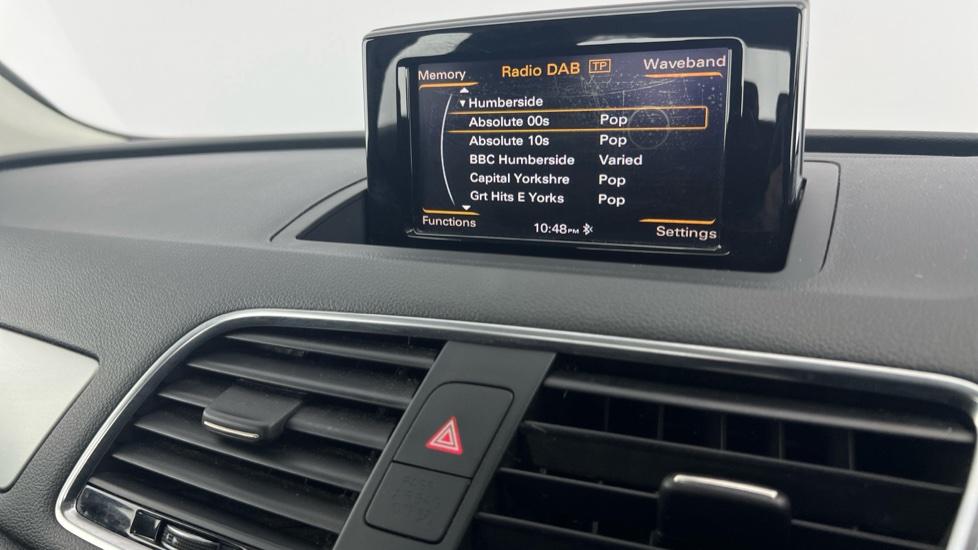 Memory Radio DAB TP Waveband
Humberside
Absolute 00s Pop
Absolute 10s Pop
BBC Humberside Varied
Capital Yorkshre Pop
Grt Hits E Yorks Pop
Functions 10:48PM Settings